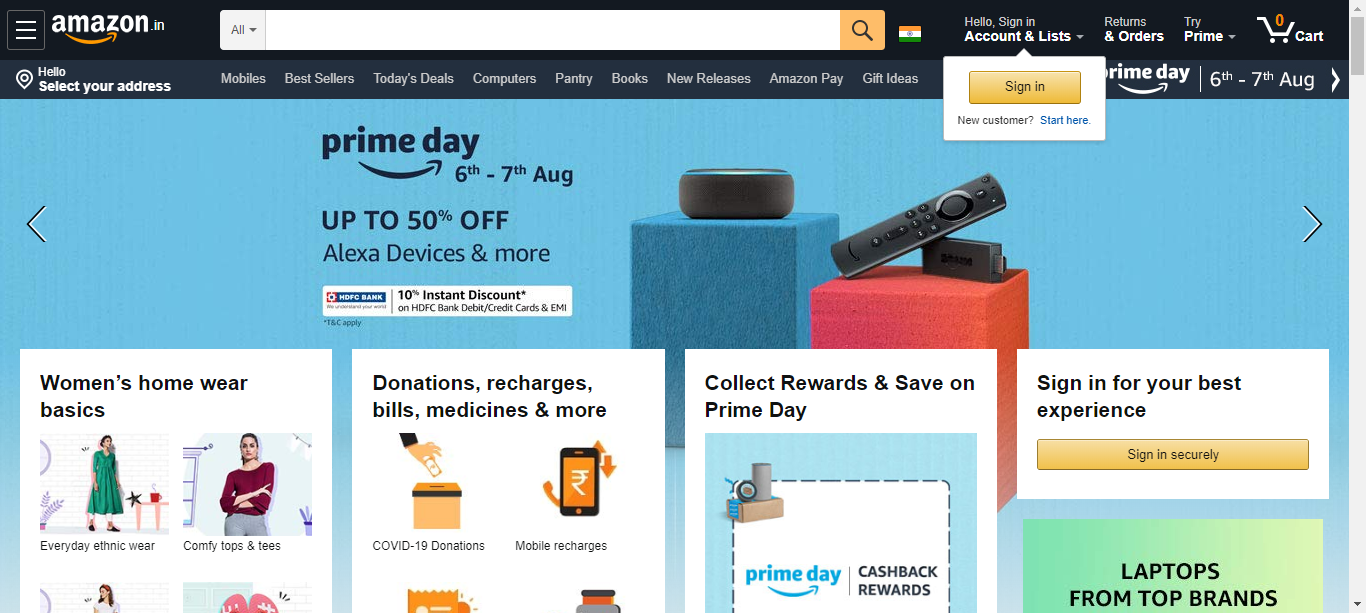 amazon.in
All
Hello, Sign in
Account & Lists
Returns
& Orders
Try
Prime
0
Cart
Hello
Select your address
Mobiles
Best Sellers
Today's Deals
Computers
Pantry
Books
New Releases
Amazon Pay
Gift Ideas
prime day
6th - 7th Aug
Sign in
New customer? Start here.
prime day
6th - 7th Aug
UP TO 50% OFF
Alexa Devices & more
HDFC BANK
We understand your world
10% Instant Discount*
on HDFC Bank Debit/Credit Cards & EMI
*T&C apply
Women's home wear
basics
Everyday ethnic wear
Comfy tops & tees
Donations, recharges,
bills, medicines & more
COVID-19 Donations
Mobile recharges
Collect Rewards & Save on
Prime Day
prime day
CASHBACK
REWARDS
Sign in for your best
experience
Sign in securely
LAPTOPS
FROM TOP BRANDS